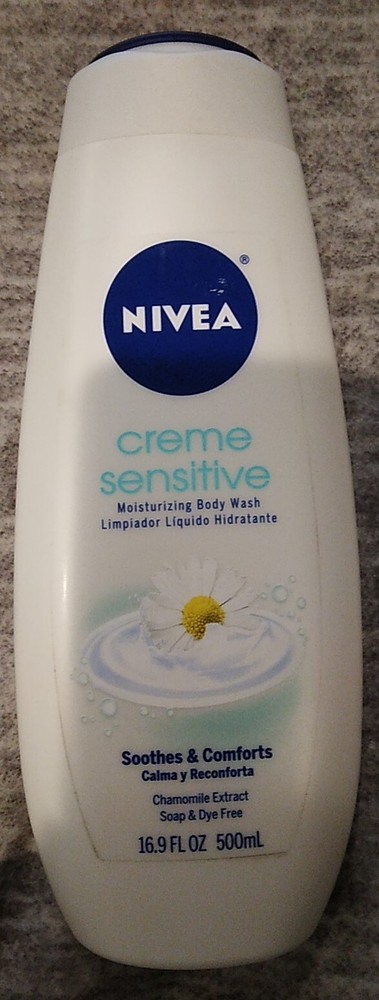 NIVEA®
creme
sensitive
Moisturizing Body Wash
Limpiador Líquido Hidratante
Soothes & Comforts
Calma y Reconforta
Chamomile Extract
Soap & Dye Free
16.9 FL OZ 500mL